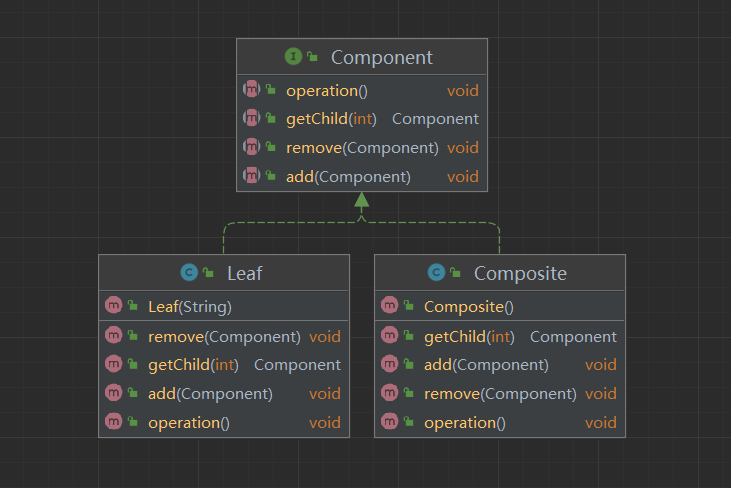 I Component
operation() void
getChild(int) Component
remove(Component) void
add(Component) void
C Leaf
m Leaf(String)
m remove(Component) void
m getChild(int) Component
m add(Component) void
m operation() void
C Composite
m Composite()
m getChild(int) Component
m add(Component) void
m remove(Component) void
m operation() void